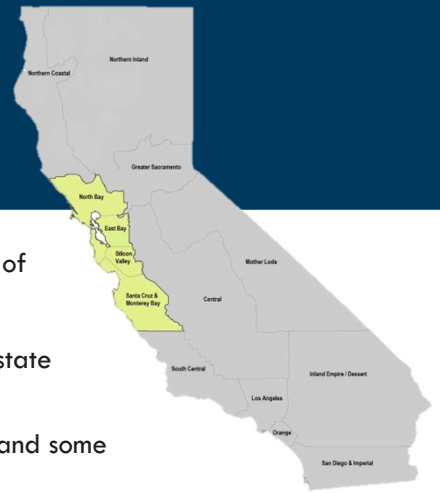 Northern Coastal
Northern Inland
Greater Sacramento
North Bay
East Bay
Silicon
Valley
Mother Lode
Santa Cruz &
Monterey Bay
Central
South Central
Inland Empire / Dessert
Los Angeles
Orange
San Diego & Imperial
of
state
and some